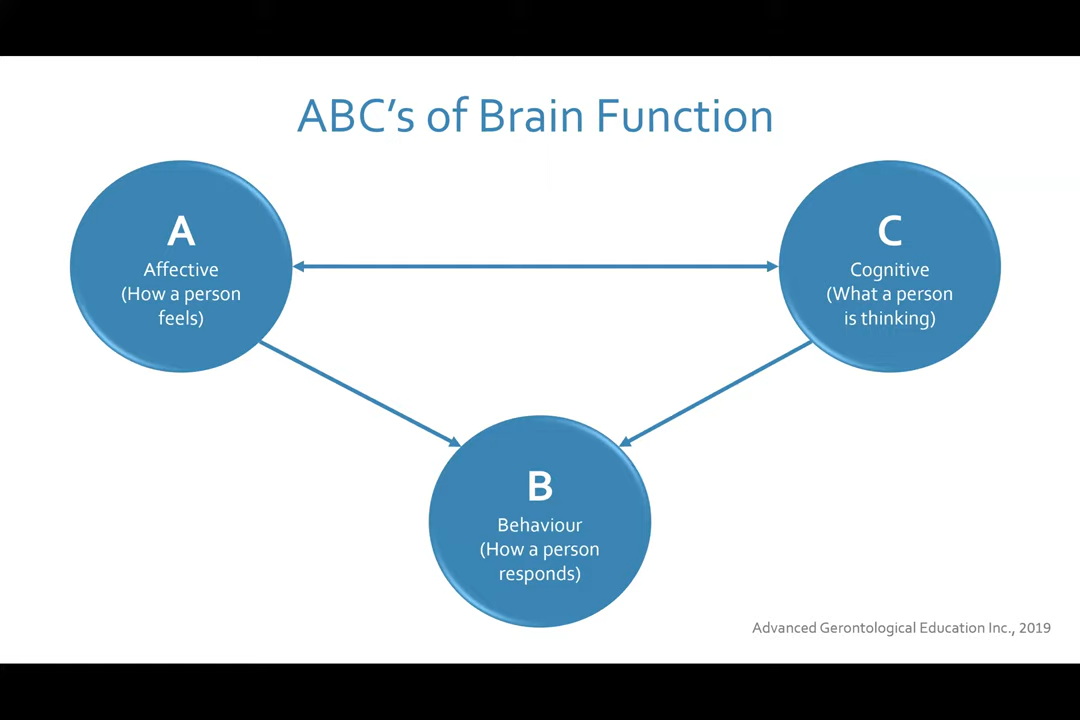 ABC’s of Brain Function
A
Affective
(How a person
feels)
C
Cognitive
(What a person
is thinking)
B
Behaviour
(How a person
responds)
Advanced Gerontological Education Inc., 2019